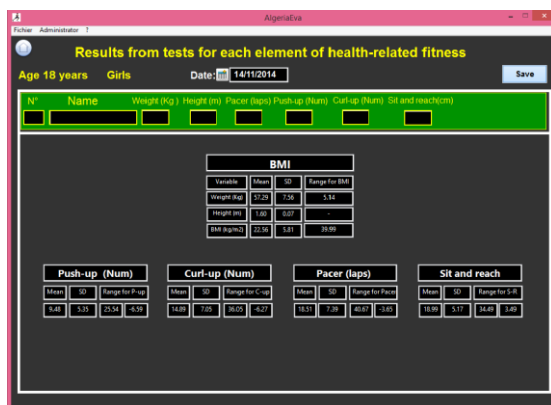 AlgeriaEva
Fichier Administrator ?
Results from tests for each element of health-related fitness
Age 18 years Girls Date: 14/11/2014 Save
N° Name Weight (Kg ) Height (m) Pacer (laps) Push-up (Num) Curl-up (Num) Sit and reach(cm)
BMI
Variable Mean SD Range for BMI
Weight (Kg) 57.29 7.56 5.14
Height (m) 1.60 0.07 -
BMI (kg/m2) 22.56 5.81 39.99
Push-up (Num) Curl-up (Num) Pacer (laps) Sit and reach
Mean SD Range for P-up Mean SD Range for C-up Mean SD Range for Pacer Mean SD Range for S-R
9,48 5.35 25.54 -6.59 14.89 7.05 36.05 -6.27 18.51 7.39 40.67 -3.65 18.99 5.17 34.49 3.49